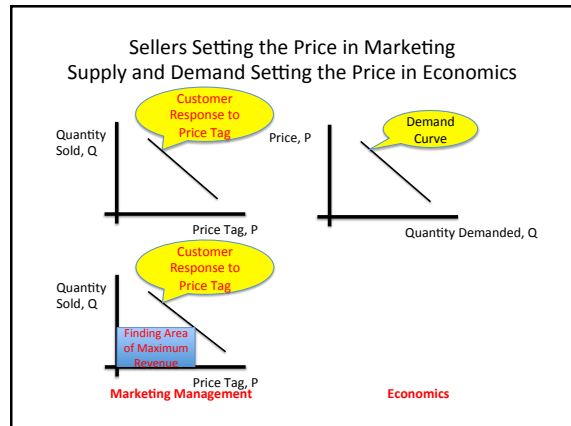 Sellers Setting the Price in Marketing
Supply and Demand Setting the Price in Economics
Customer
Response to
Price Tag
Quantity
Sold, Q
Price Tag, P
Price, P
Demand
Curve
Quantity Demanded, Q
Customer
Response to
Price Tag
Quantity
Sold, Q
Finding Area
of Maximum
Revenue
Price Tag, P
Marketing Management
Economics